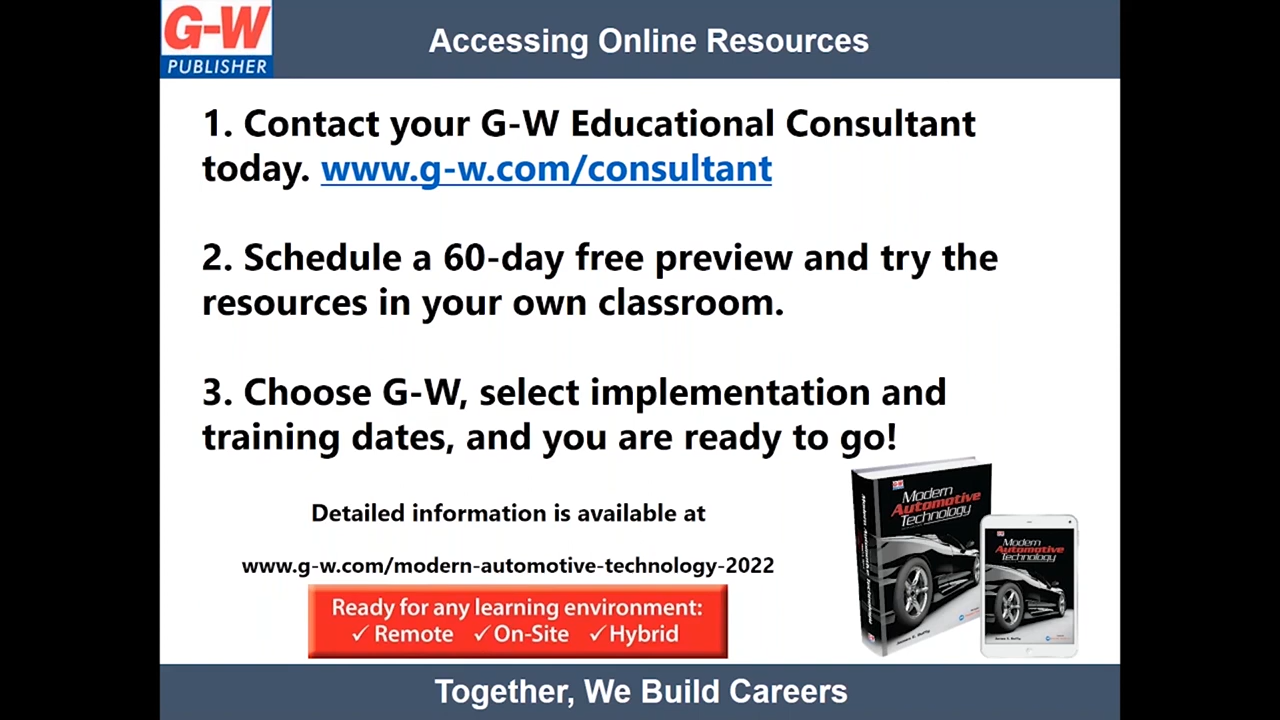 G-W
PUBLISHER
Accessing Online Resources
1. Contact your G-W Educational Consultant
today. www.g-w.com/consultant
2. Schedule a 60-day free preview and try the
resources in your own classroom.
3. Choose G-W, select implementation and
training dates, and you are ready to go!
Detailed information is available at
www.g-w.com/modern-automotive-technology-2022
Ready for any learning environment:
✓ Remote ✓ On-Site ✓ Hybrid
G-W
Modern
Automotive
Technology
Modern Automotive Technology
Modern
Automotive
Technology
Together, We Build Careers